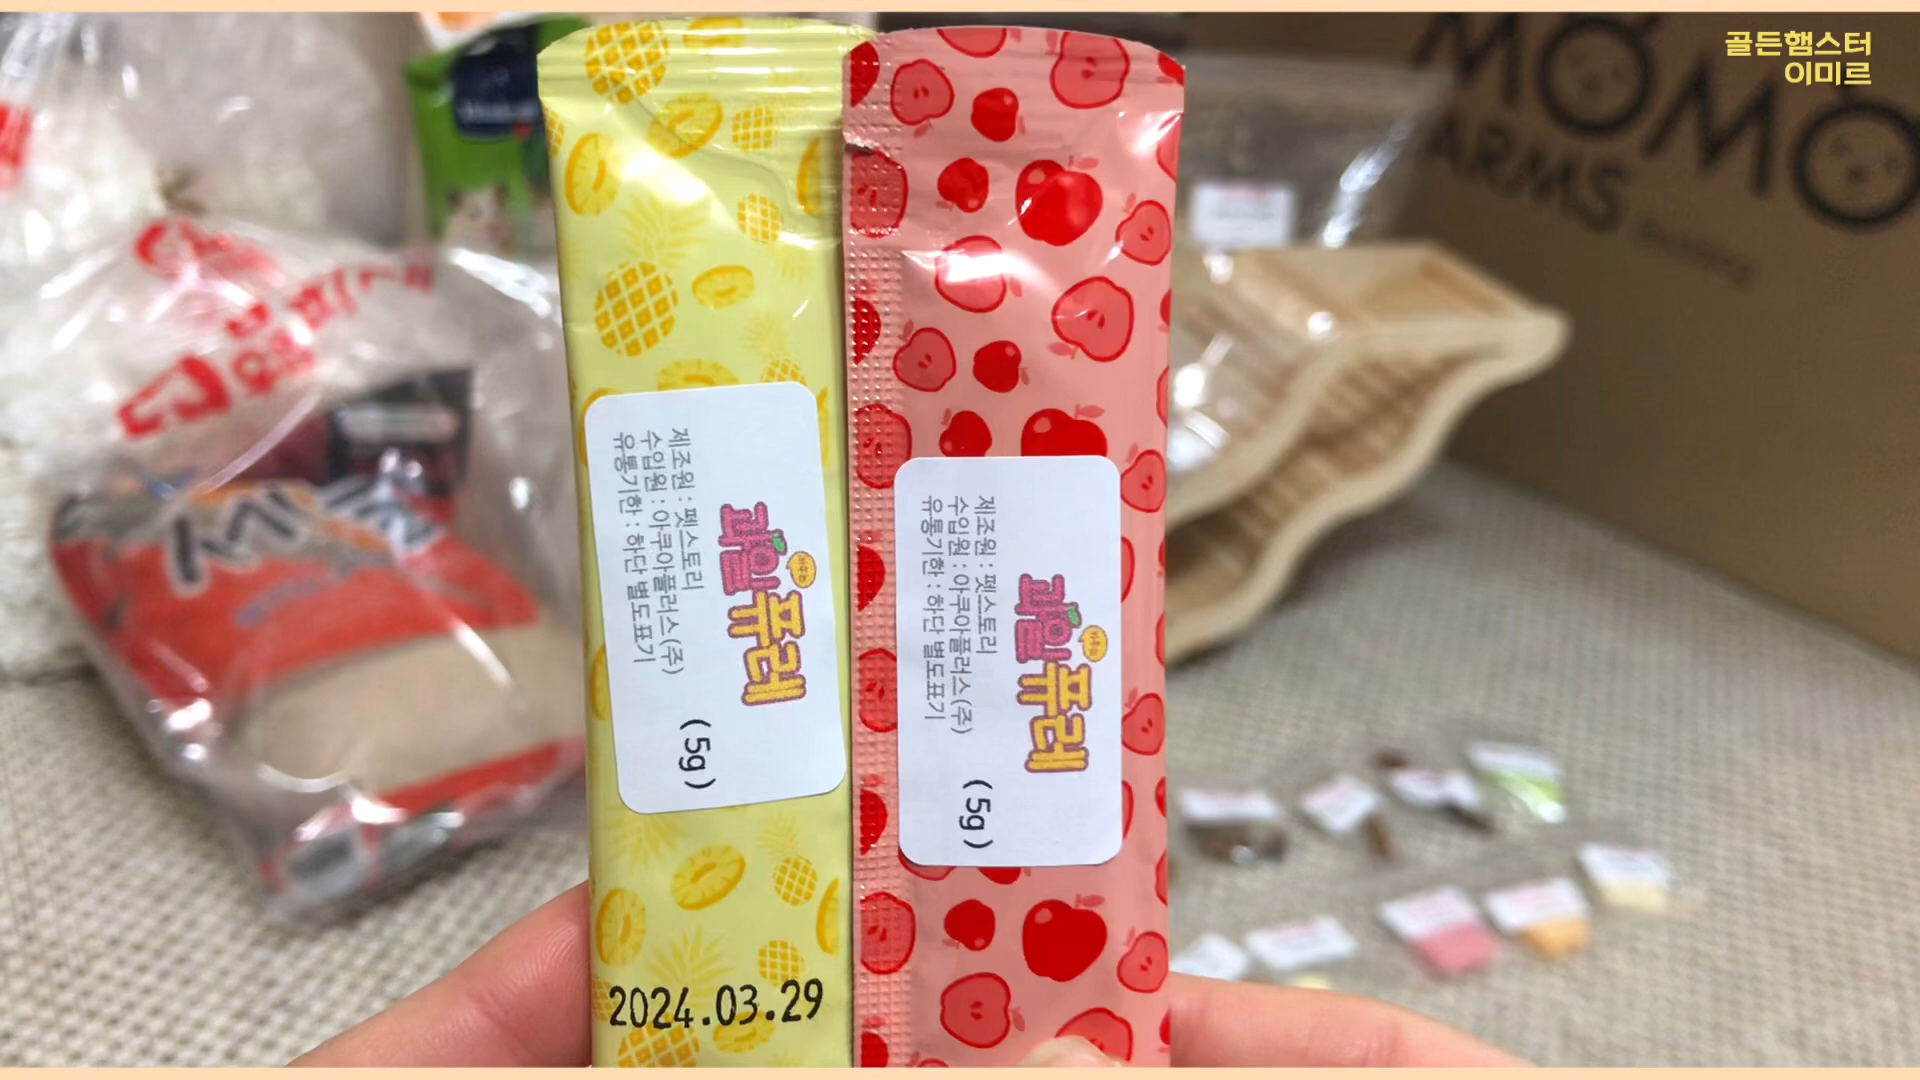 골든햄스터
이미르
MOMO
ARMS
과일
퓨레
제조원 : 펫스토리
수입원 : 아쿠아플러스(주)
유통기한 : 하단 별도표기
(5g)
2024.03.29
과일
퓨레
제조원 : 펫스토리
수입원 : 아쿠아플러스(주)
유통기한 : 하단 별도표기
(5g)